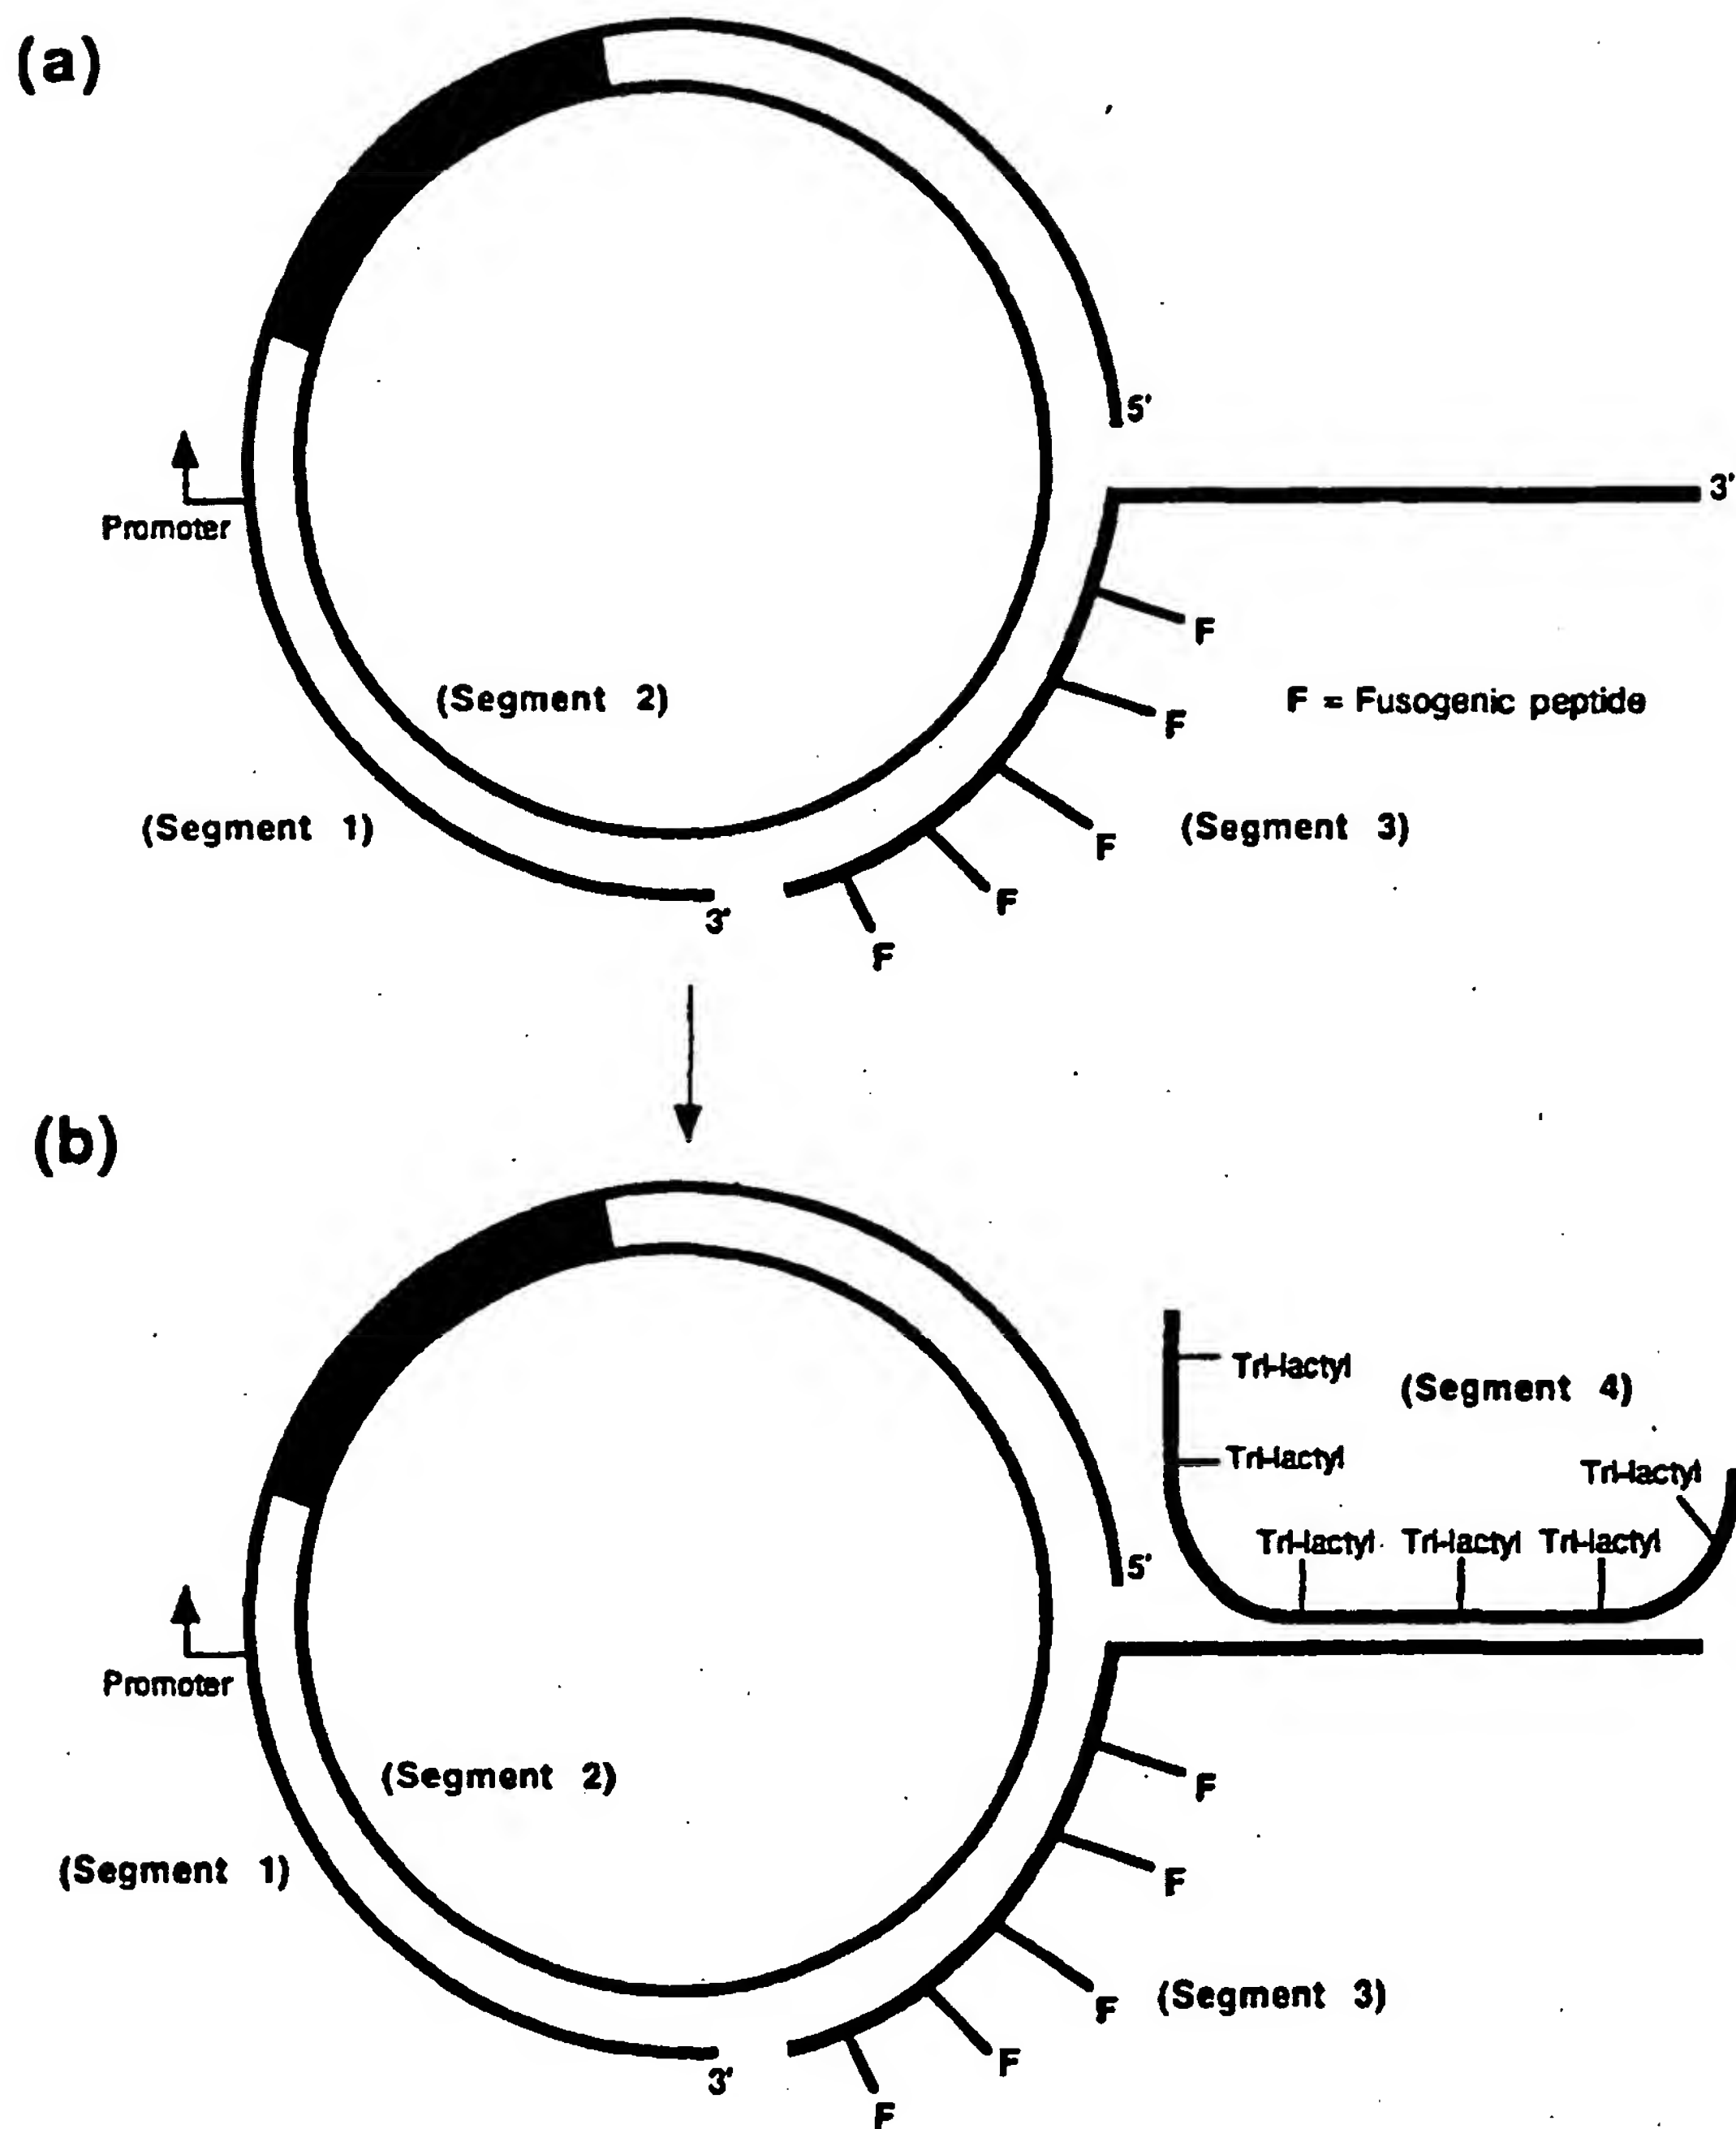 (a)
5'
3'
Promoter
F
(Segment 2)
F
F = Fusogenic peptide
(Segment 1)
F
(Segment 3)
F
3'
F
(b)
Tri-lactyl
(Segment 4)
Tri-lactyl
Tri-lactyl
Tri-lactyl
Tri-lactyl
Tri-lactyl
5'
Promoter
(Segment 2)
F
(Segment 1)
F
F
(Segment 3)
F
3'
F